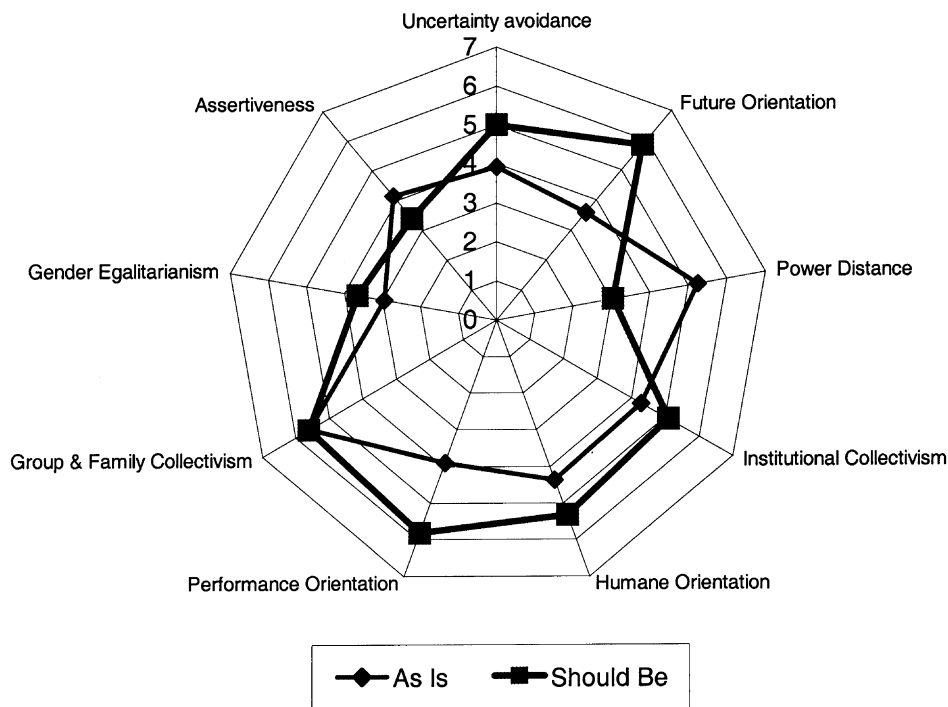 Uncertainty avoidance
7
6
5
4
3
2
1
0
Future Orientation
Power Distance
Institutional Collectivism
Humane Orientation
Performance Orientation
Group & Family Collectivism
Gender Egalitarianism
Assertiveness
As Is
Should Be